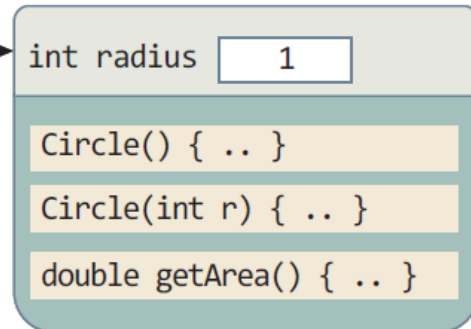 int radius 1
Circle() { .. }
Circle(int r) { .. }
double getArea() { .. }